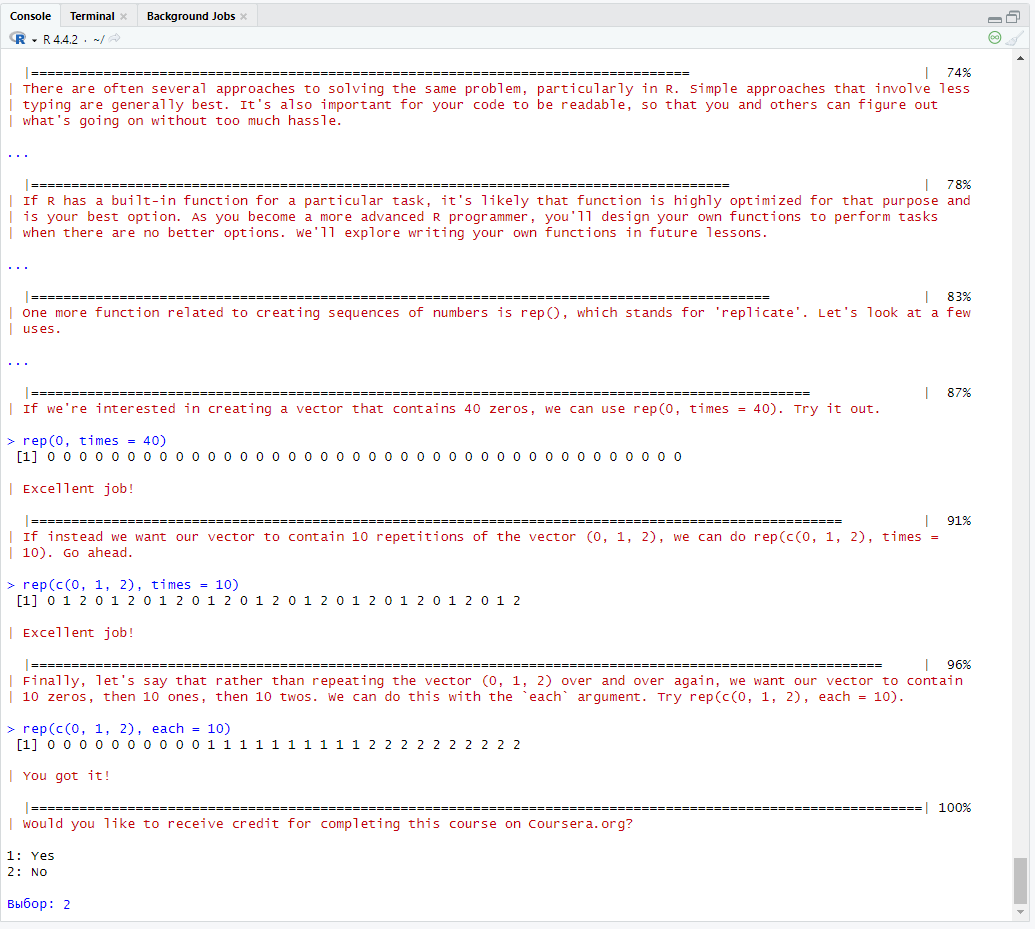 Console Terminal × Background Jobs ×
R 4.4.2 · ~/
|==================================================================================| 74%
| There are often several approaches to solving the same problem, particularly in R. Simple approaches that involve less
| typing are generally best. It's also important for your code to be readable, so that you and others can figure out
| what's going on without too much hassle.
...
|=======================================================================================| 78%
| If R has a built-in function for a particular task, it's likely that function is highly optimized for that purpose and
| is your best option. As you become a more advanced R programmer, you'll design your own functions to perform tasks
| when there are no better options. We'll explore writing your own functions in future lessons.
...
|============================================================================================| 83%
| One more function related to creating sequences of numbers is rep(), which stands for 'replicate'. Let's look at a few
| uses.
...
|=================================================================================================| 87%
| If we're interested in creating a vector that contains 40 zeros, we can use rep(0, times = 40). Try it out.
> rep(0, times = 40)
[1] 0 0 0 0 0 0 0 0 0 0 0 0 0 0 0 0 0 0 0 0 0 0 0 0 0 0 0 0 0 0 0 0 0 0 0 0 0 0 0 0
| Excellent job!
|=====================================================================================================| 91%
| If instead we want our vector to contain 10 repetitions of the vector (0, 1, 2), we can do rep(c(0, 1, 2), times =
| 10). Go ahead.
> rep(c(0, 1, 2), times = 10)
[1] 0 1 2 0 1 2 0 1 2 0 1 2 0 1 2 0 1 2 0 1 2 0 1 2 0 1 2 0 1 2
| Excellent job!
|==========================================================================================================| 96%
| Finally, let's say that rather than repeating the vector (0, 1, 2) over and over again, we want our vector to contain
| 10 zeros, then 10 ones, then 10 twos. We can do this with the `each` argument. Try rep(c(0, 1, 2), each = 10).
> rep(c(0, 1, 2), each = 10)
[1] 0 0 0 0 0 0 0 0 0 0 1 1 1 1 1 1 1 1 1 1 2 2 2 2 2 2 2 2 2 2
| You got it!
|===============================================================================================================| 100%
| Would you like to receive credit for completing this course on Coursera.org?
1: Yes
2: No
Выбор: 2